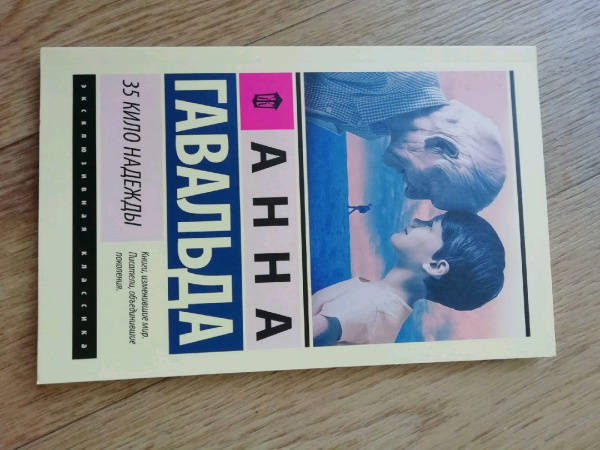 АННА
ГАВАЛЬДА
35 КИЛО НАДЕЖДЫ
Книги, изменившие мир.
Писатели, объединившие
поколения.
ЭКСКЛЮЗИВНАЯ КЛАССИКА